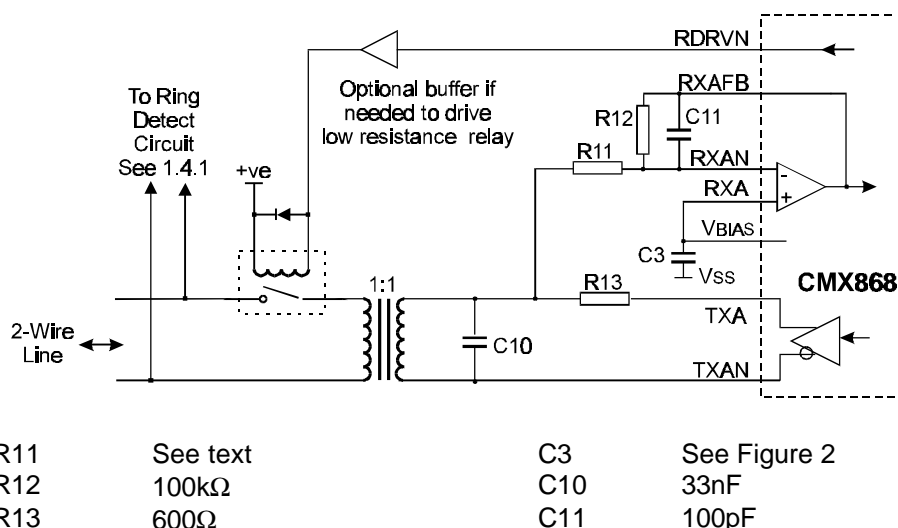 RDRVN
Optional buffer if
needed to drive
low resistance relay
RXAFB
To Ring
Detect
Circuit
See 1.4.1
R12
C11
+ve
R11
RXAN
-
RXA
+
VBIAS
C3
VSS
CMX868
1:1
R13
TXA
2-Wire
Line
C10
TXAN
R11 See text C3 See Figure 2
R12 100kΩ C10 33nF
R13 600Ω C11 100pF